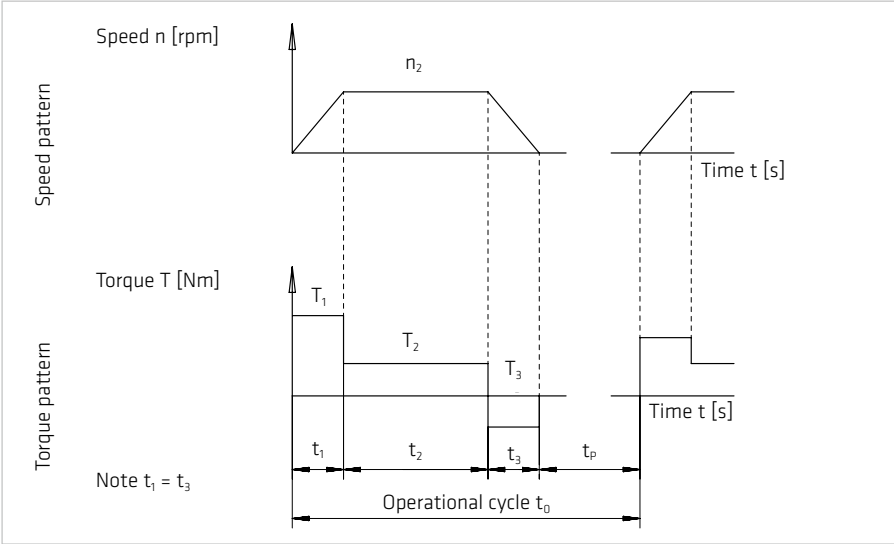 Speed n [rpm]
n₂
Speed pattern
Time t [s]
Torque T [Nm]
T₁
T₂
T₃
Time t [s]
Torque pattern
t₁
t₂
t₃
tₚ
Note t₁ = t₃
Operational cycle t₀